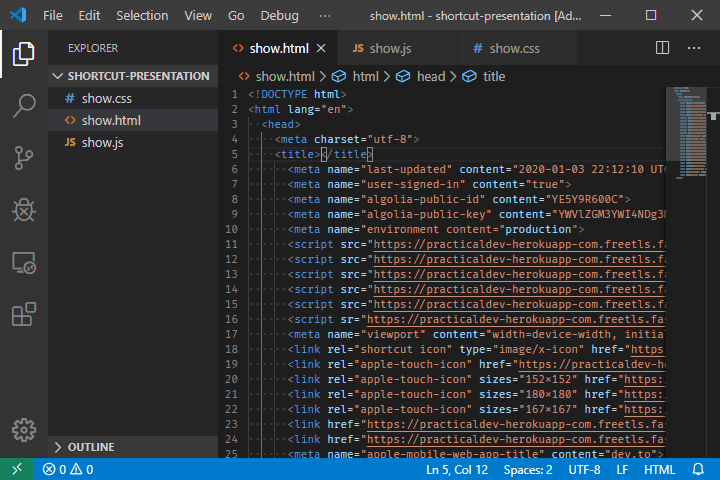 File Edit Selection View Go Debug ··· show.html - shortcut-presentation [Ad...
EXPLORER
SHORTCUT-PRESENTATION
# show.css
<> show.html
JS show.js
OUTLINE
<> show.html JS show.js # show.css
show.html > html > head > title
1 <!DOCTYPE html>
2 <html lang="en">
3 <head>
4 <meta charset="utf-8">
5 <title></title>
6 <meta name="last-updated" content="2020-01-03 22:12:10 UTC
7 <meta name="user-signed-in" content="true">
8 <meta name="algolia-public-id" content="YE5Y9R600C">
9 <meta name="algolia-public-key" content="YWVlZGM3YWI4NDg3M
10 <meta name="environment content="production">
11 <script src="https://practicaldev-herokuapp-com.freetls.fa
12 <script src="https://practicaldev-herokuapp-com.freetls.fa
13 <script src="https://practicaldev-herokuapp-com.freetls.fa
14 <script src="https://practicaldev-herokuapp-com.freetls.fa
15 <script src="https://practicaldev-herokuapp-com.freetls.fa
16 <script sr="https://practicaldev-herokuapp-com.freetls.fas
17 <meta name="viewport" content="width=device-width, initial
18 <link rel="shortcut icon" type="image/x-icon" href="https
19 <link rel="apple-touch-icon" href="https://practicaldev-he
20 <link rel="apple-touch-icon" sizes="152×152" href="https:
21 <link rel="apple-touch-icon" sizes="180×180" href="https:
22 <link rel="apple-touch-icon" sizes="167×167" href="https:
23 <link href="https://practicaldev-herokuapp-com.freetls.fas
24 <link href="https://practicaldev-herokuapp-com.freetls.fas
25 <meta name="apple-mobile-web-app-title" content="dev.to">
0 0 Ln 5, Col 12 Spaces: 2 UTF-8 LF HTML